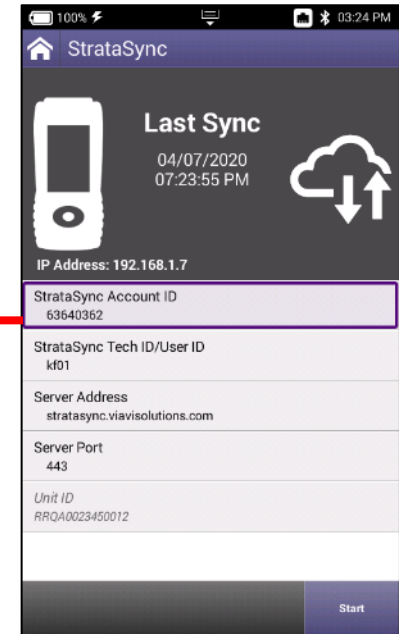 100% 03:24 PM
StrataSync
Last Sync
04/07/2020
07:23:55 PM
IP Address: 192.168.1.7
StrataSync Account ID
63640362
StrataSync Tech ID/User ID
kf01
Server Address
stratasync.viavisolutions.com
Server Port
443
Unit ID
RRQA0023450012
Start